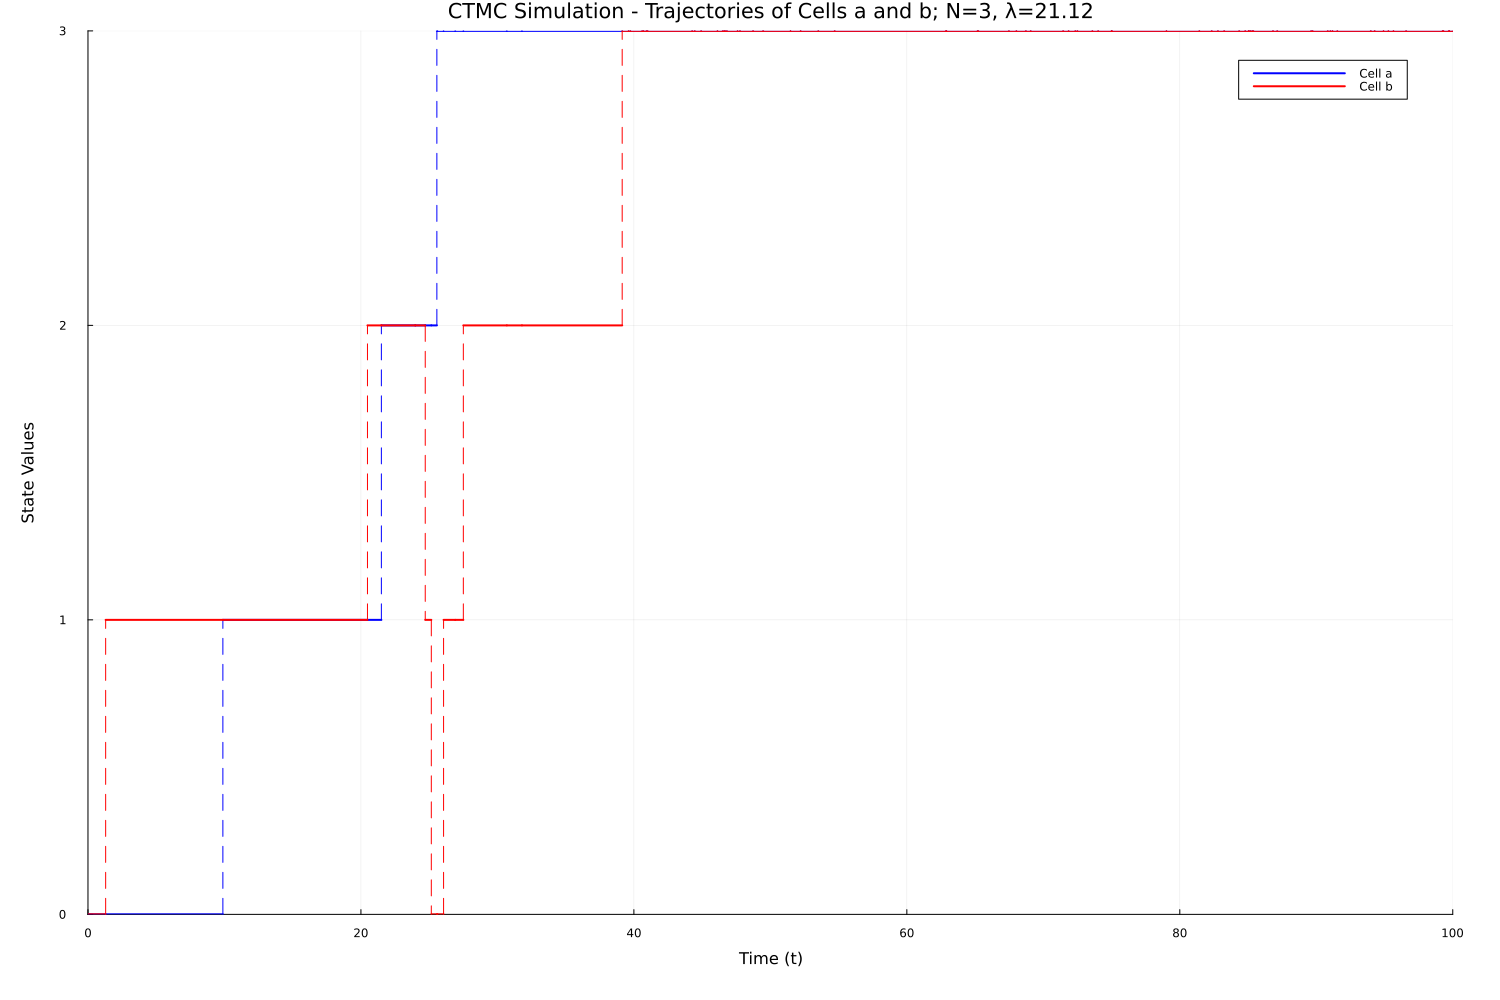 CTMC Simulation - Trajectories of Cells a and b; N=3, λ=21.12
3
Cell a
Cell b
2
State Values
1
0
0 20 40 60 80 100
Time (t)